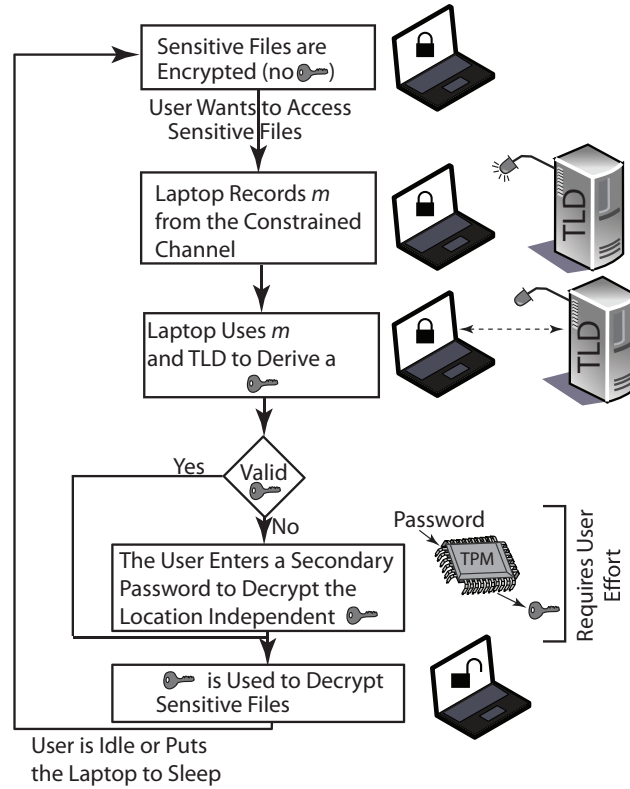 Sensitive Files are
Encrypted (no )
User Wants to Access
Sensitive Files
Laptop Records m
from the Constrained
Channel
TLD
Laptop Uses m
and TLD to Derive a
TLD
Yes
Valid
No
The User Enters a Secondary
Password to Decrypt the
Location Independent
Password
TPM
Requires User
Effort
is Used to Decrypt
Sensitive Files
User is Idle or Puts
the Laptop to Sleep